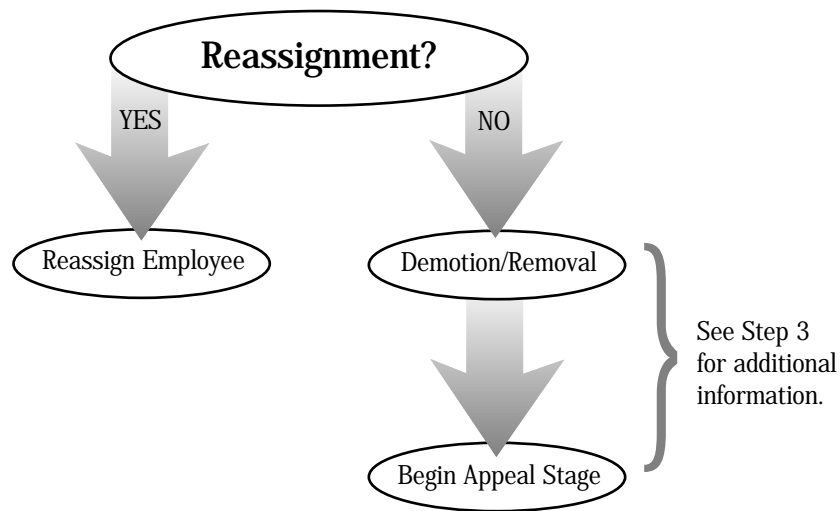 Reassignment?
YES
NO
Reassign Employee
Demotion/Removal
See Step 3
for additional
information.
Begin Appeal Stage